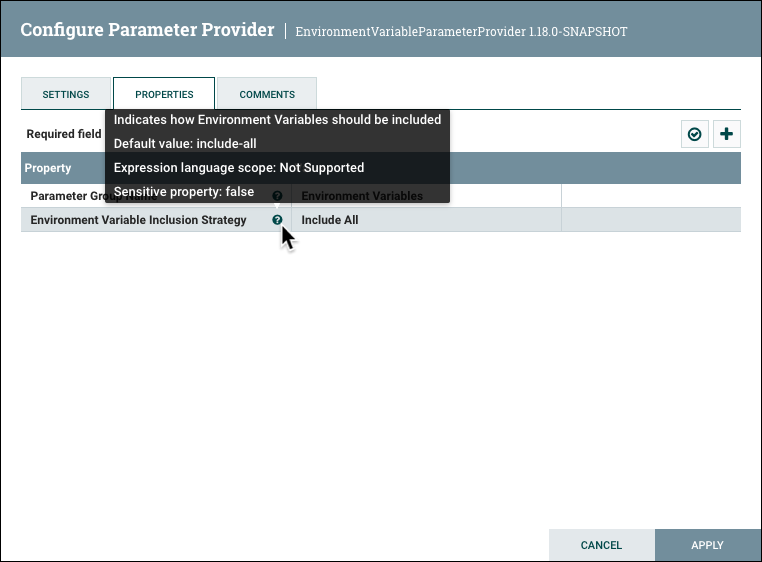 Configure Parameter Provider | EnvironmentVariableParameterProvider 1.18.0-SNAPSHOT
SETTINGS PROPERTIES COMMENTS
Indicates how Environment Variables should be included
Required field
Default value: include-all
Property
Expression language scope: Not Supported
Sensitive property: false
Parameter Group Name ? Environment Variables
Environment Variable Inclusion Strategy ? Include All
CANCEL APPLY